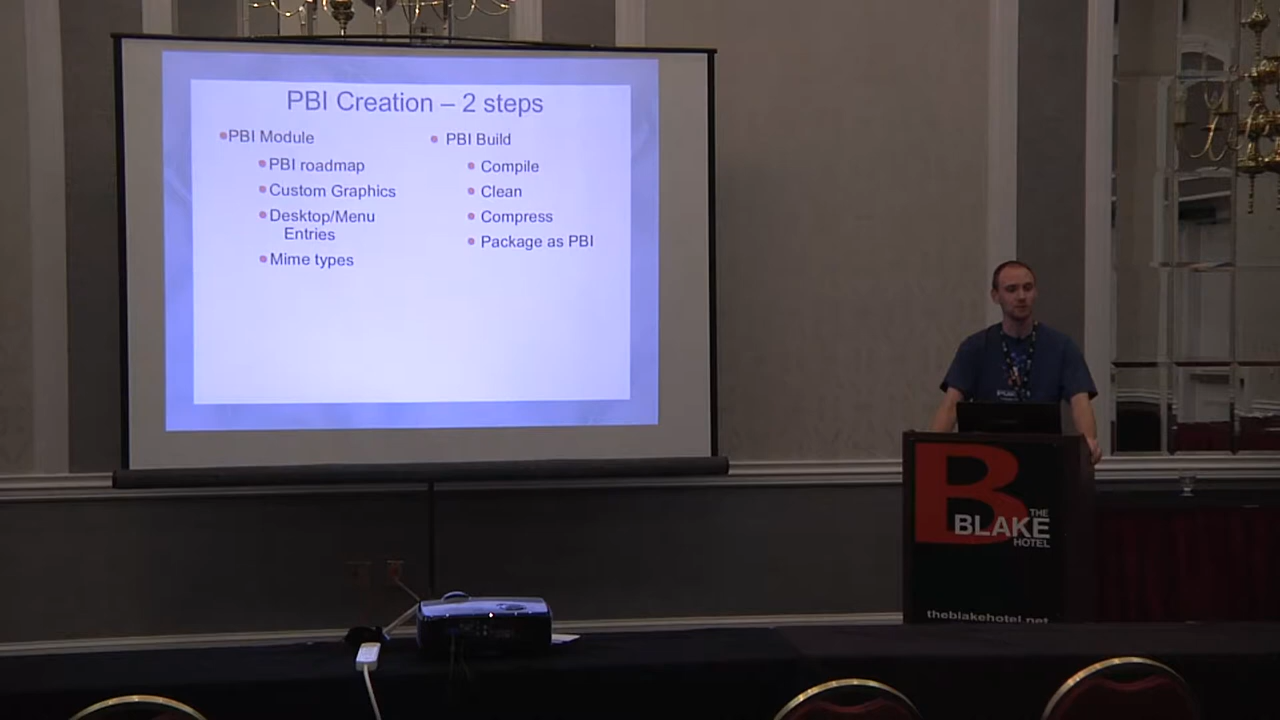 PBI Creation – 2 steps
PBI Module
PBI roadmap
Custom Graphics
Desktop/Menu
Entries
Mime types
PBI Build
Compile
Clean
Compress
Package as PBI
B
THE
BLAKE
HOTEL
theblakehotel.net